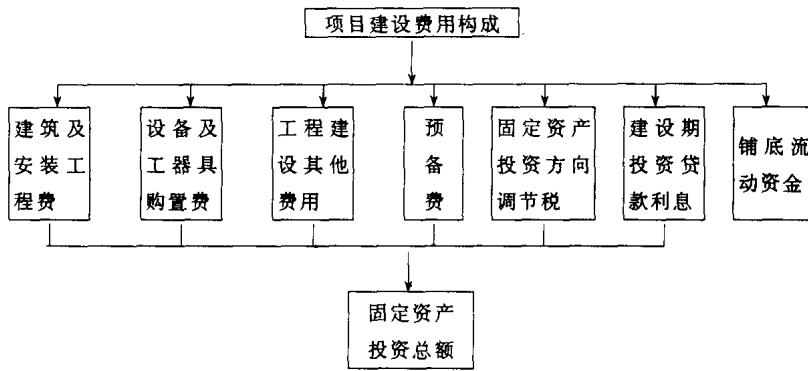 项目建设费用构成
建筑及
安装工
程费
设备及
工器具
购置费
工程建
设其他
费用
预
备
费
固定资产
投资方向
调节税
建设期
投资贷
款利息
铺底流
动资金
固定资产
投资总额